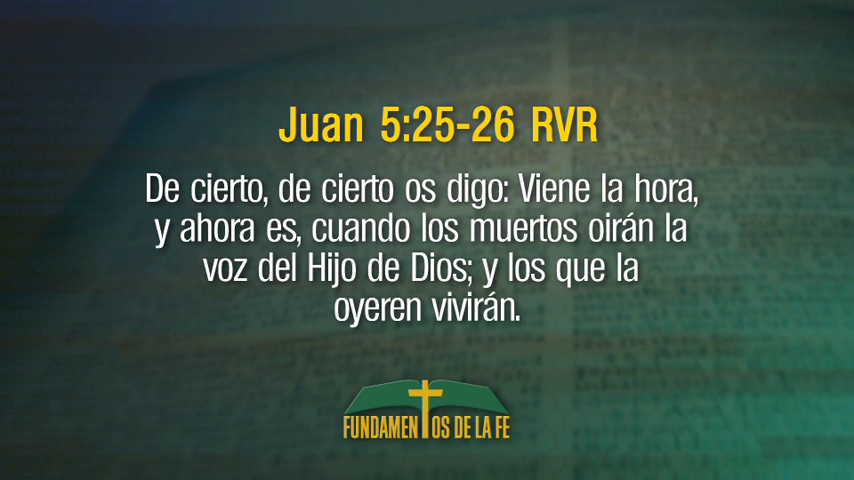 Juan 5:25-26 RVR
De cierto, de cierto os digo: Viene la hora,
y ahora es, cuando los muertos oirán la
voz del Hijo de Dios; y los que la
oyeren vivirán.
FUNDAMENTOS DE LA FE